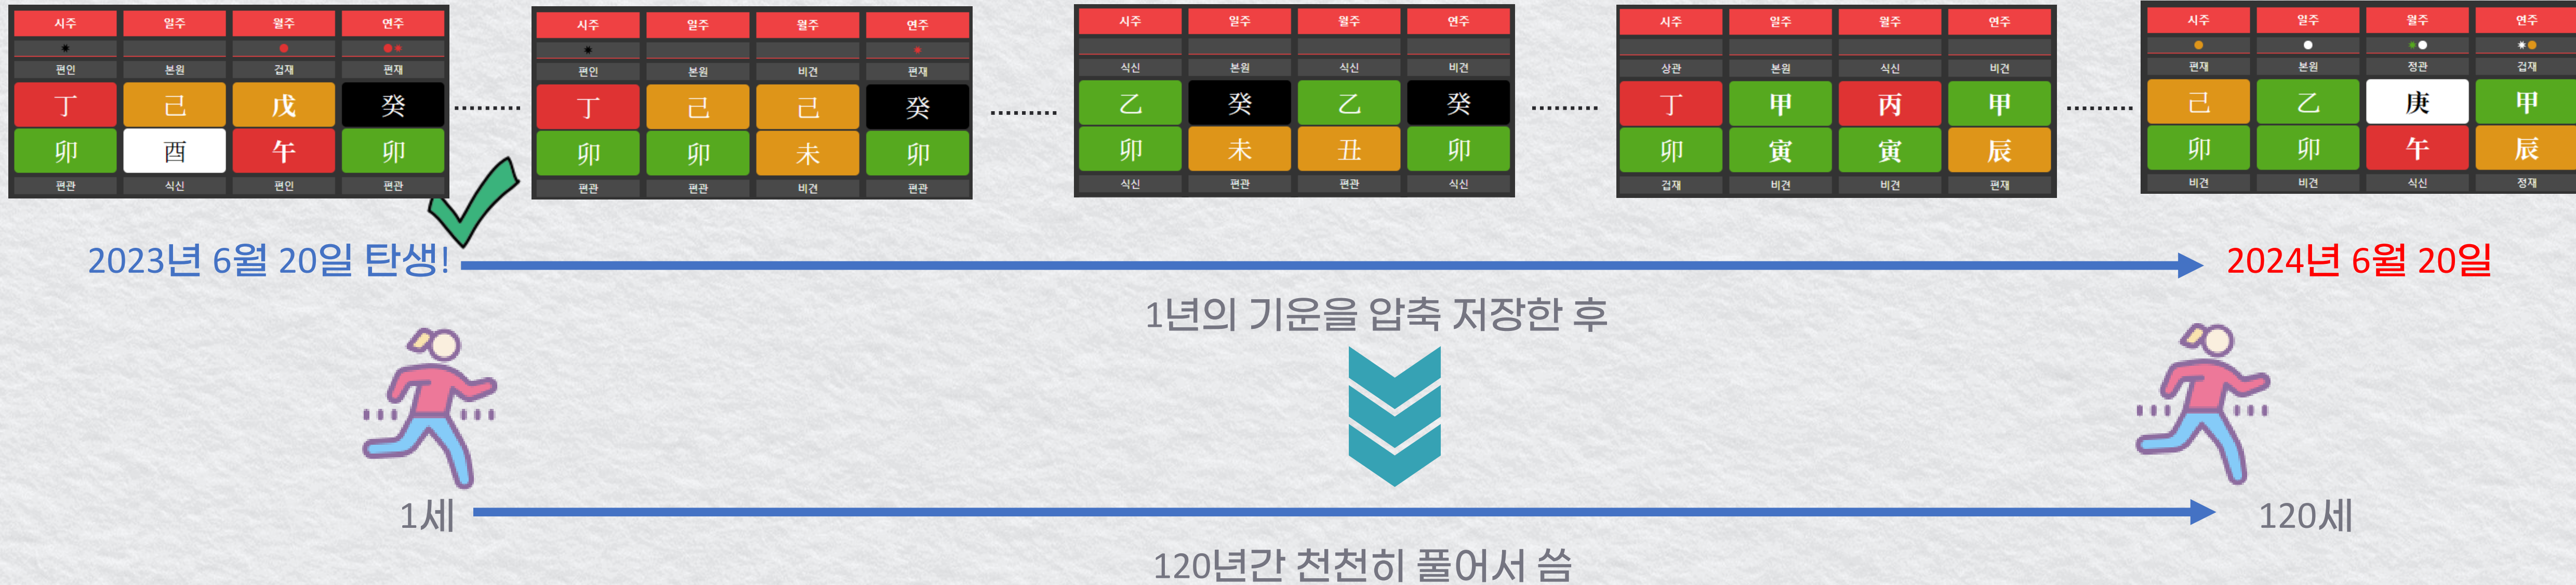 시주 일주 월주 연주
편인 본원 겁재 편재
丁 己 戊 癸
卯 酉 午 卯
편관 식신 편인 편관
시주 일주 월주 연주
편인 본원 비견 편재
丁 己 己 癸
卯 卯 未 卯
편관 편관 비견 편관
시주 일주 월주 연주
식신 본원 식신 비견
乙 癸 乙 癸
卯 未 丑 卯
식신 편관 편관 식신
시주 일주 월주 연주
상관 본원 식신 비견
丁 甲 丙 甲
卯 寅 寅 辰
겁재 비견 비견 편재
시주 일주 월주 연주
편재 본원 정관 겁재
己 乙 庚 甲
卯 卯 午 辰
비견 비견 식신 정재
2023년 6월 20일 탄생!
2024년 6월 20일
1년의 기운을 압축 저장한 후
1세
120세
120년간 천천히 풀어서 씀